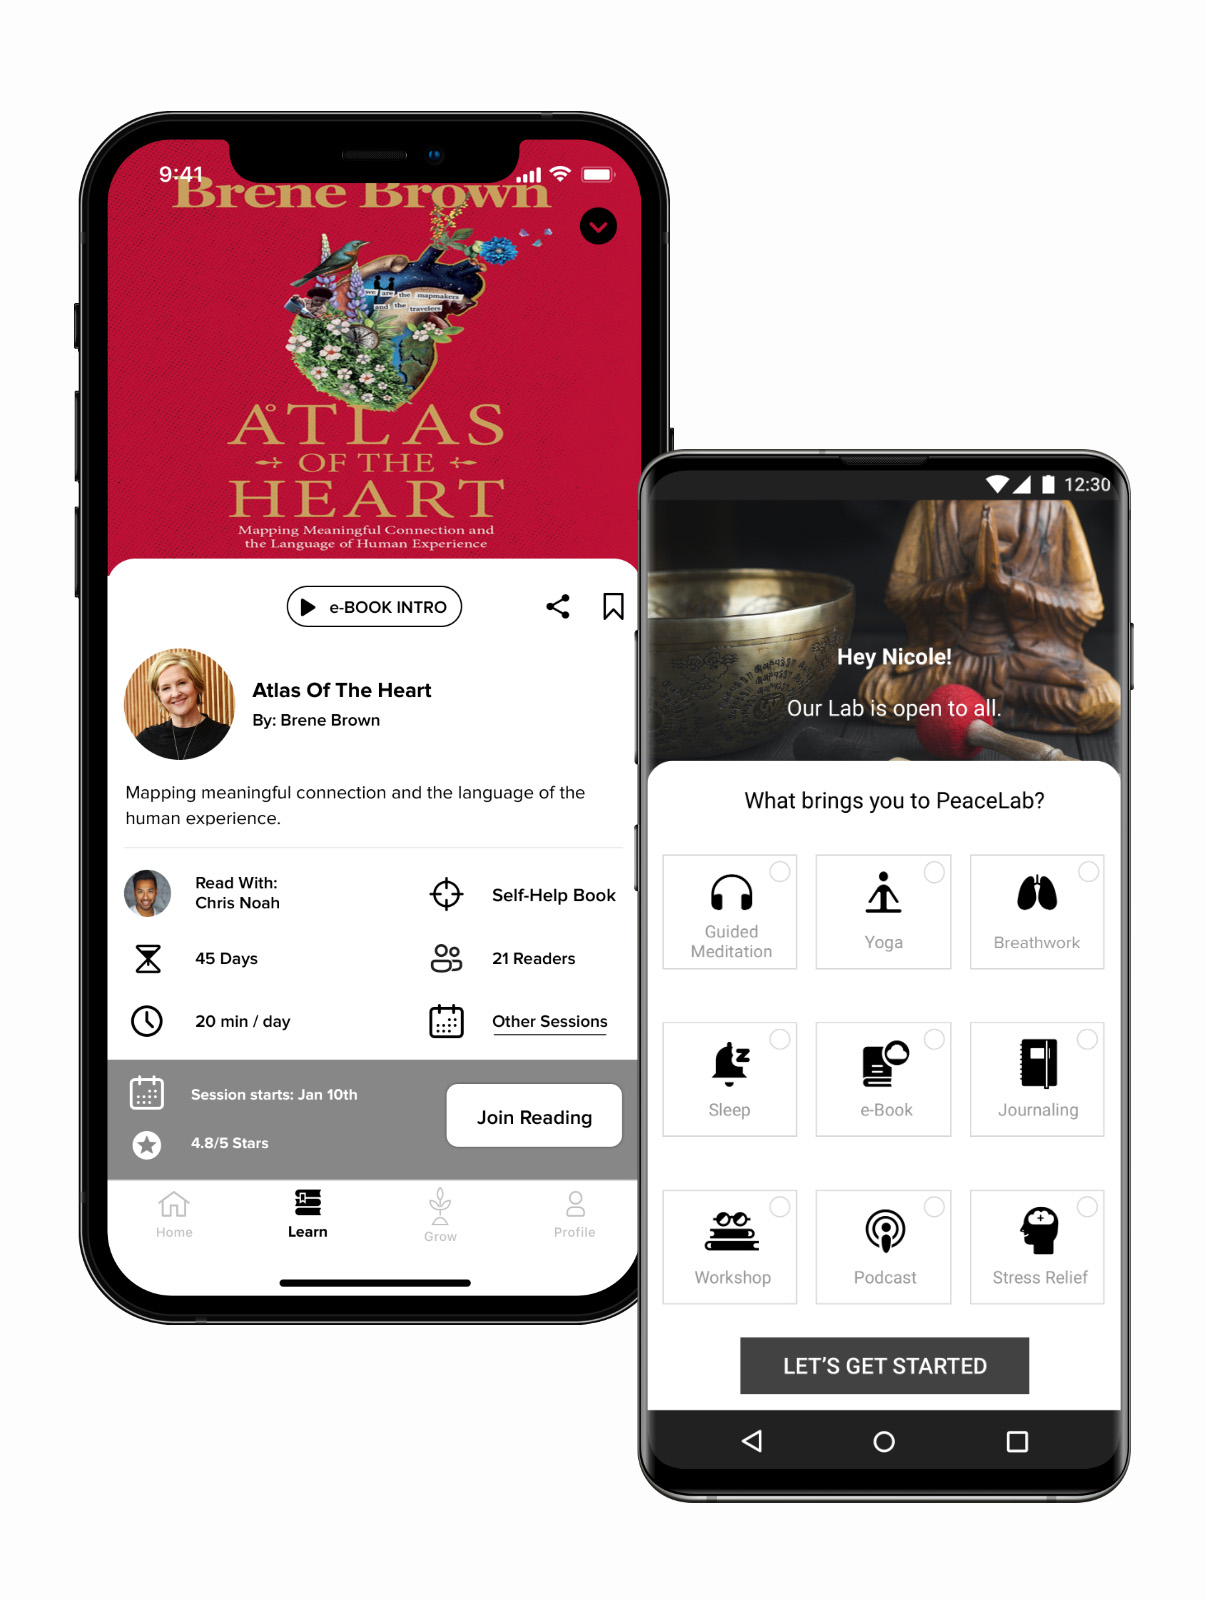 9:41
Brene Brown
we are the mapmakers
and the travelers
ATLAS
OF THE
HEART
Mapping Meaningful Connection and
the Language of Human Experience
e-BOOK INTRO
Atlas Of The Heart
By: Brene Brown
Mapping meaningful connection and the language of the
human experience.
Read With:
Chris Noah
Self-Help Book
45 Days
21 Readers
20 min / day
Other Sessions
Session starts: Jan 10th
4.8/5 Stars
Join Reading
Home
Learn
Grow
Profile
12:30
Hey Nicole!
Our Lab is open to all.
What brings you to PeaceLab?
Guided
Meditation
Yoga
Breathwork
z
Sleep
e-Book
Journaling
Workshop
Podcast
Stress Relief
LET'S GET STARTED